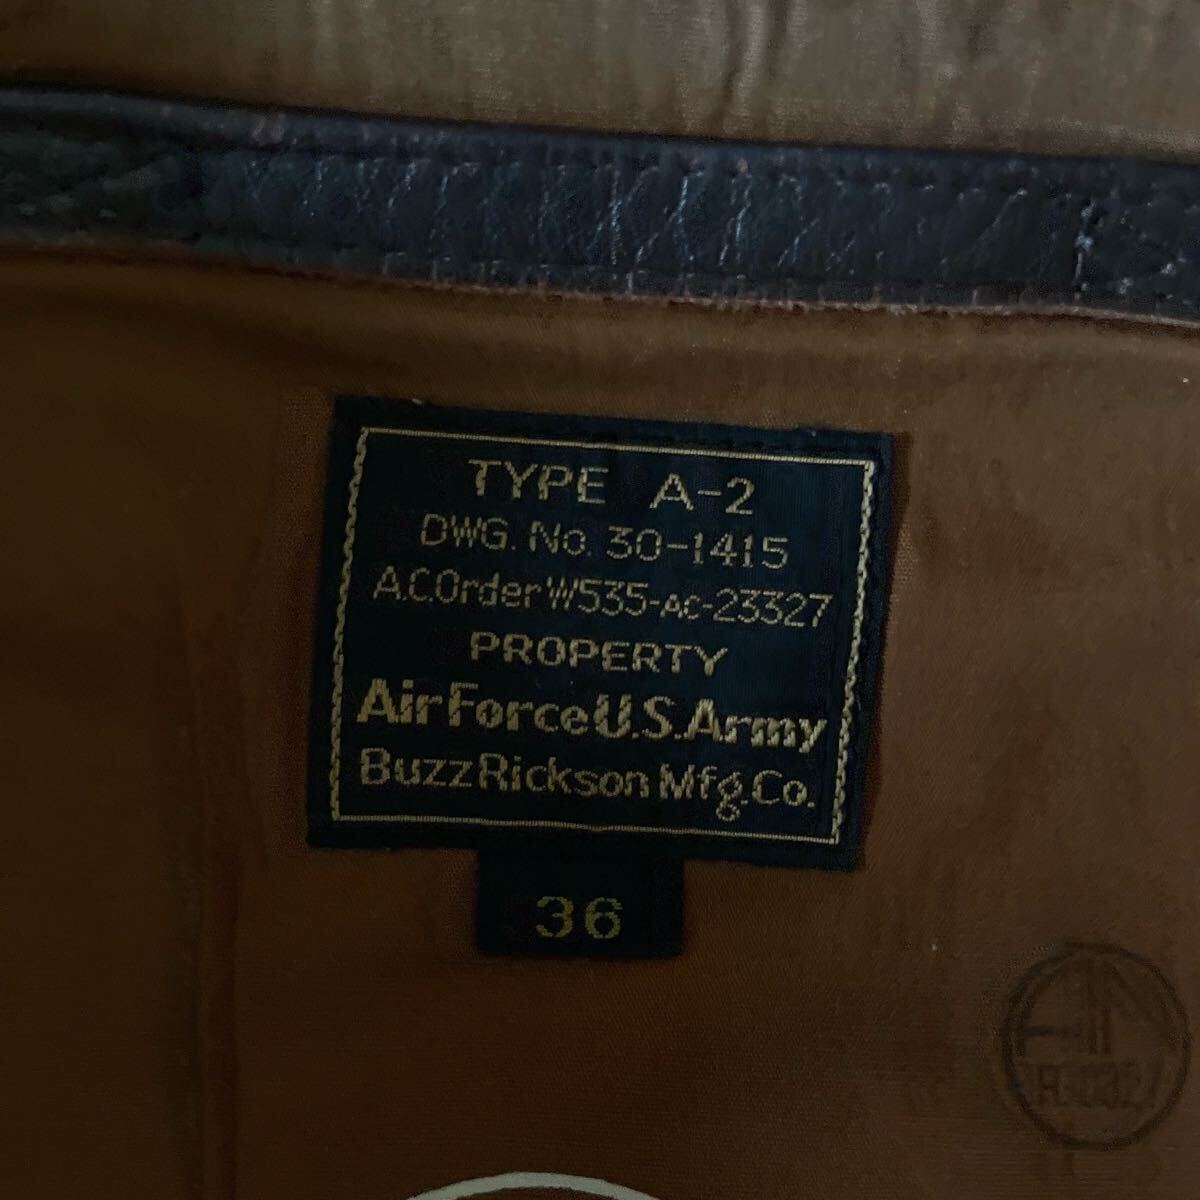 TYPE A-2
DWG. No. 30-1415
A.C.Order W535-AC-23327
PROPERTY
Air Force U.S. Army
Buzz Rickson Mfg. Co.
36